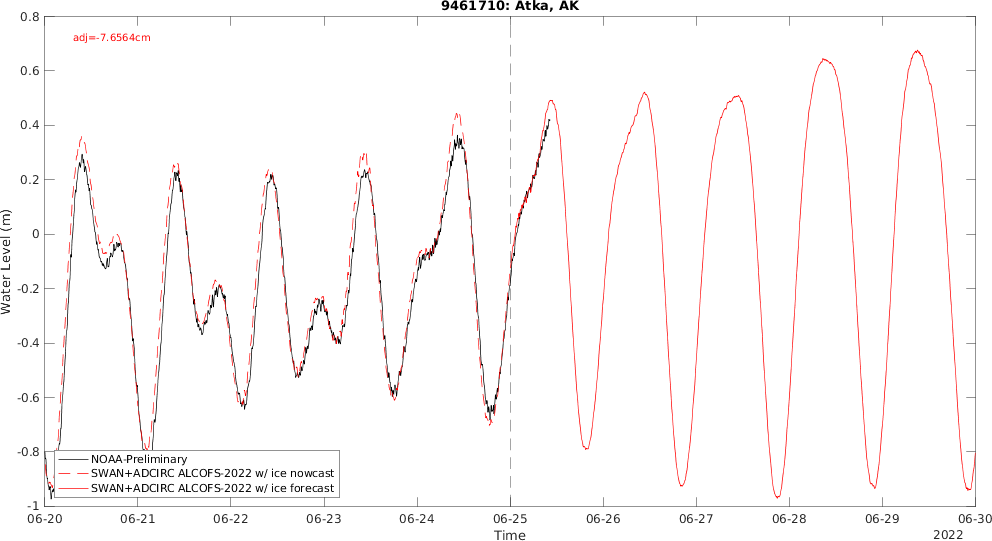 9461710: Atka, AK
adj=-7.6564cm
0.8
0.6
0.4
0.2
0
-0.2
-0.4
-0.6
-0.8
-1
Water Level (m)
NOAA-Preliminary
SWAN+ADCIRC ALCOFS-2022 w/ ice nowcast
SWAN+ADCIRC ALCOFS-2022 w/ ice forecast
06-20 06-21 06-22 06-23 06-24 06-25 06-26 06-27 06-28 06-29 06-30
Time
2022